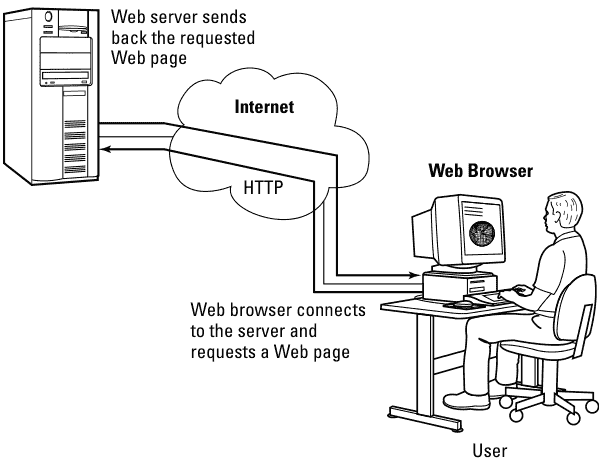 Web server sends
back the requested
Web page
Internet
HTTP
Web Browser
Web browser connects
to the server and
requests a Web page
User